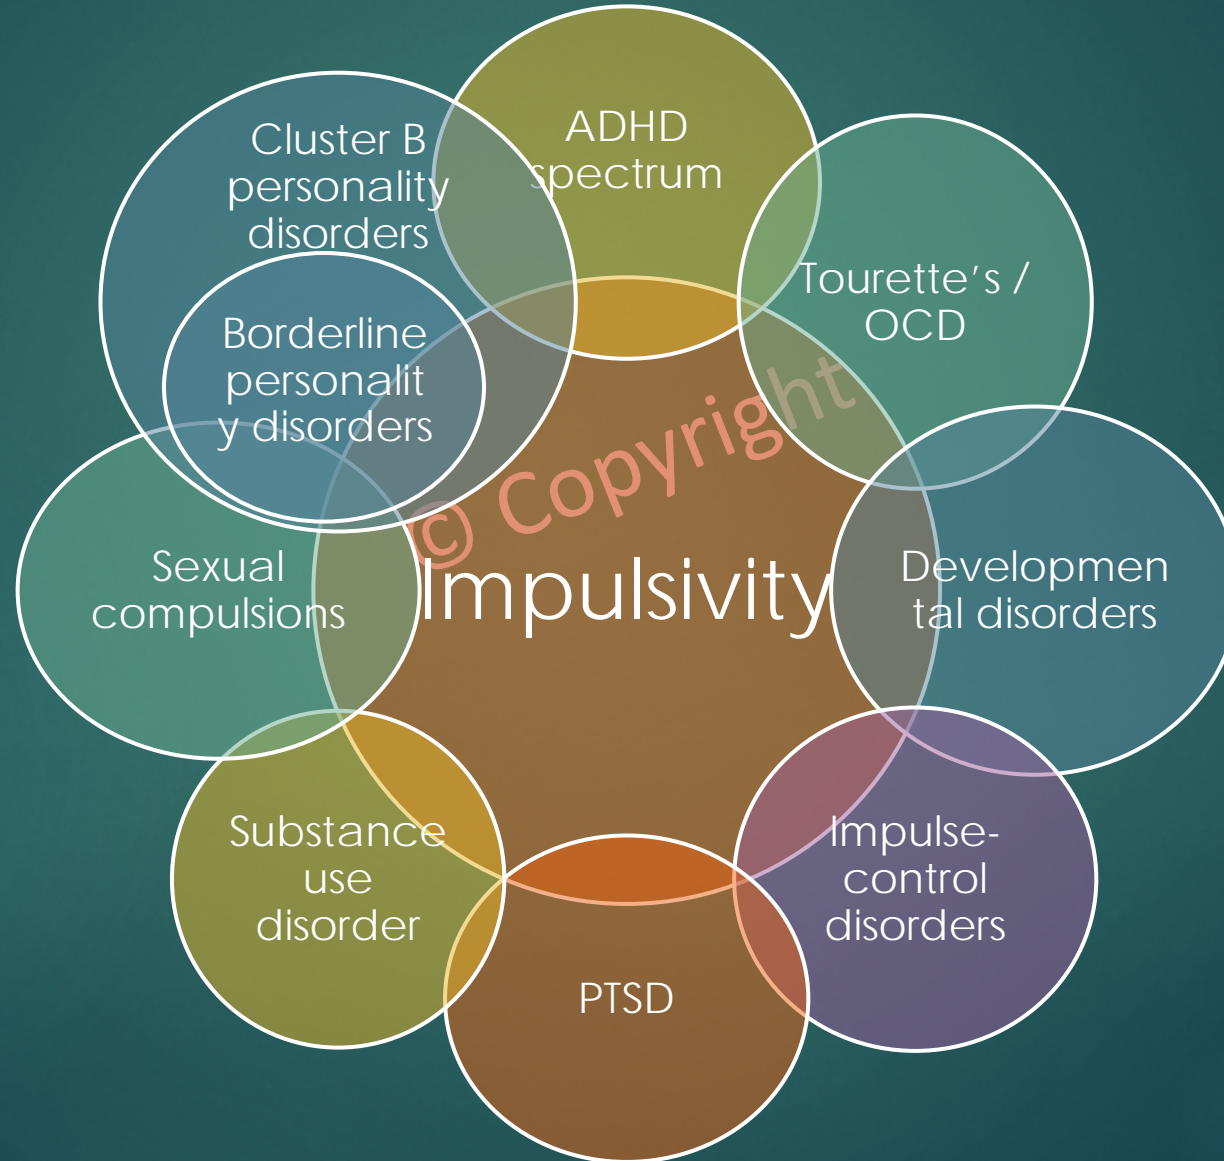 ADHD
spectrum
Cluster B
personality
disorders
Tourette's /
OCD
Borderline
personalit
y disorders
© Copyright
Impulsivity
Sexual
compulsions
Developmen
tal disorders
Substance
use
disorder
Impulse-
control
disorders
PTSD